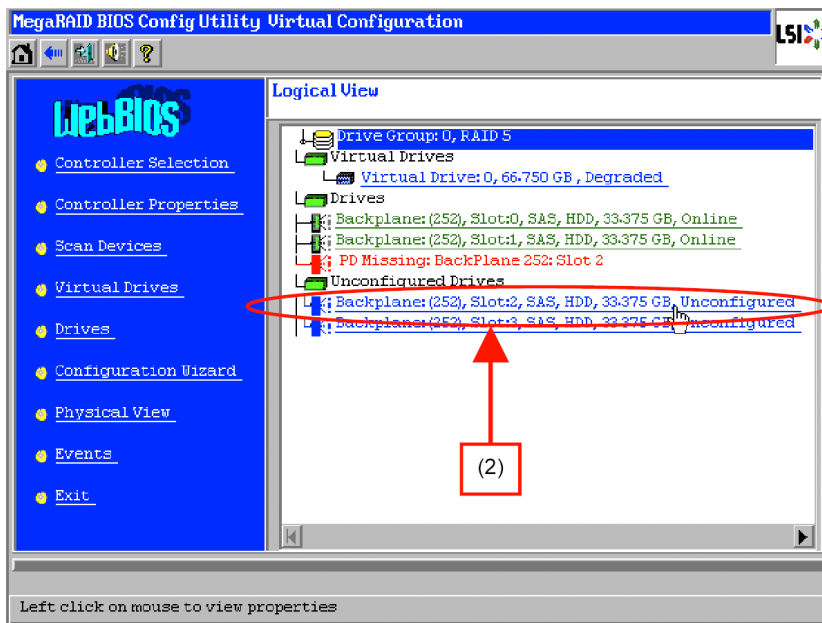 MegaRAID BIOS Config Utility Virtual Configuration
LSI
WebBIOS
Controller Selection
Controller Properties
Scan Devices
Virtual Drives
Drives
Configuration Wizard
Physical View
Events
Exit
Logical View
Drive Group: 0, RAID 5
Virtual Drives
Virtual Drive: 0, 66.750 GB , Degraded
Drives
Backplane: (252), Slot:0, SAS, HDD, 33.375 GB, Online
Backplane: (252), Slot:1, SAS, HDD, 33.375 GB, Online
PD Missing: BackPlane 252: Slot 2
Unconfigured Drives
Backplane: (252), Slot:2, SAS, HDD, 33.375 GB, Unconfigured
Backplane: (252), Slot:3, SAS, HDD, 33.375 GB, Unconfigured
(2)
Left click on mouse to view properties